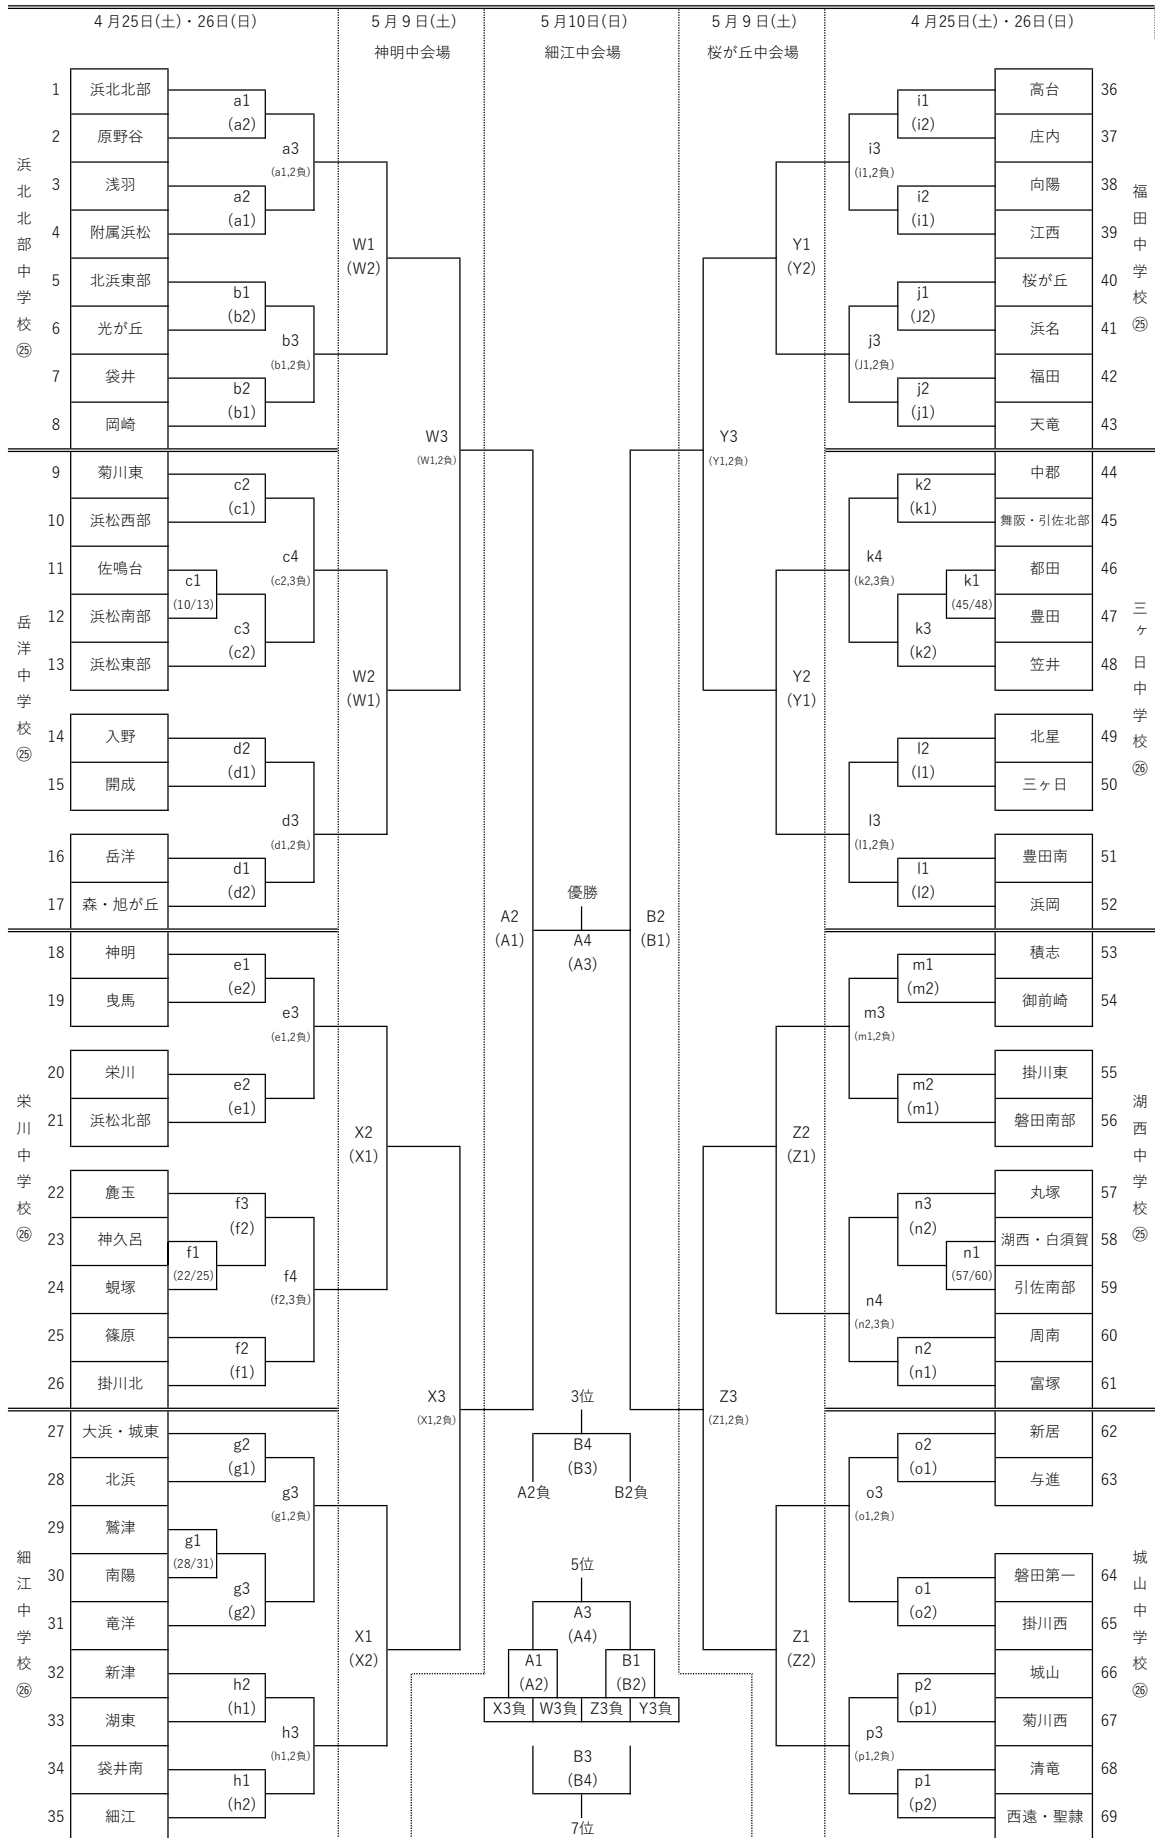 4月25日(土)・26日(日)
5月9日(土)
5月10日(日)
5月9日(土)
4月25日(土)・26日(日)
神明中会場
細江中会場
桜が丘中会場
浜北北部中学校㉕
1 浜北北部
2 原野谷
3 浅羽
4 附属浜松
5 北浜東部
6 光が丘
7 袋井
8 岡崎
a1
(a2)
a2
(a1)
a3
(a1,2負)
b1
(b2)
b2
(b1)
b3
(b1,2負)
岳洋中学校㉕
9 菊川東
10 浜松西部
11 佐鳴台
12 浜松南部
13 浜松東部
14 入野
15 開成
16 岳洋
17 森・旭が丘
c2
(c1)
c1
(10/13)
c3
(c2)
c4
(c2,3負)
d2
(d1)
d1
(d2)
d3
(d1,2負)
栄川中学校㉖
18 神明
19 曳馬
20 栄川
21 浜松北部
22 麁玉
23 神久呂
24 蜆塚
25 篠原
26 掛川北
e1
(e2)
e2
(e1)
e3
(e1,2負)
f3
(f2)
f1
(22/25)
f2
(f1)
f4
(f2,3負)
細江中学校㉖
27 大浜・城東
28 北浜
29 鷲津
30 南陽
31 竜洋
32 新津
33 湖東
34 袋井南
35 細江
g2
(g1)
g1
(28/31)
g3
(g2)
g3
(g1,2負)
h2
(h1)
h1
(h2)
h3
(h1,2負)
W1
(W2)
W2
(W1)
W3
(W1,2負)
X2
(X1)
X1
(X2)
X3
(X1,2負)
A2
(A1)
優勝
A4
(A3)
B2
(B1)
3位
B4
(B3)
A2負
B2負
5位
A3
(A4)
A1
(A2)
B1
(B2)
X3負
W3負
Z3負
Y3負
B3
(B4)
7位
Y1
(Y2)
Y2
(Y1)
Y3
(Y1,2負)
Z2
(Z1)
Z1
(Z2)
Z3
(Z1,2負)
高台 36
庄内 37
向陽 38
江西 39
桜が丘 40
浜名 41
福田 42
天竜 43
福田中学校㉕
i1
(i2)
i2
(i1)
i3
(i1,2負)
j1
(J2)
j2
(j1)
j3
(J1,2負)
中郡 44
舞阪・引佐北部 45
都田 46
豊田 47
笠井 48
北星 49
三ヶ日 50
豊田南 51
浜岡 52
三ヶ日中学校㉖
k2
(k1)
k1
(45/48)
k3
(k2)
k4
(k2,3負)
l2
(l1)
l1
(l2)
l3
(l1,2負)
積志 53
御前崎 54
掛川東 55
磐田南部 56
丸塚 57
湖西・白須賀 58
引佐南部 59
周南 60
富塚 61
湖西中学校㉕
m1
(m2)
m2
(m1)
m3
(m1,2負)
n3
(n2)
n1
(57/60)
n2
(n1)
n4
(n2,3負)
新居 62
与進 63
磐田第一 64
掛川西 65
城山 66
菊川西 67
清竜 68
西遠・聖隷 69
城山中学校㉖
o2
(o1)
o1
(o2)
o3
(o1,2負)
p2
(p1)
p1
(p2)
p3
(p1,2負)